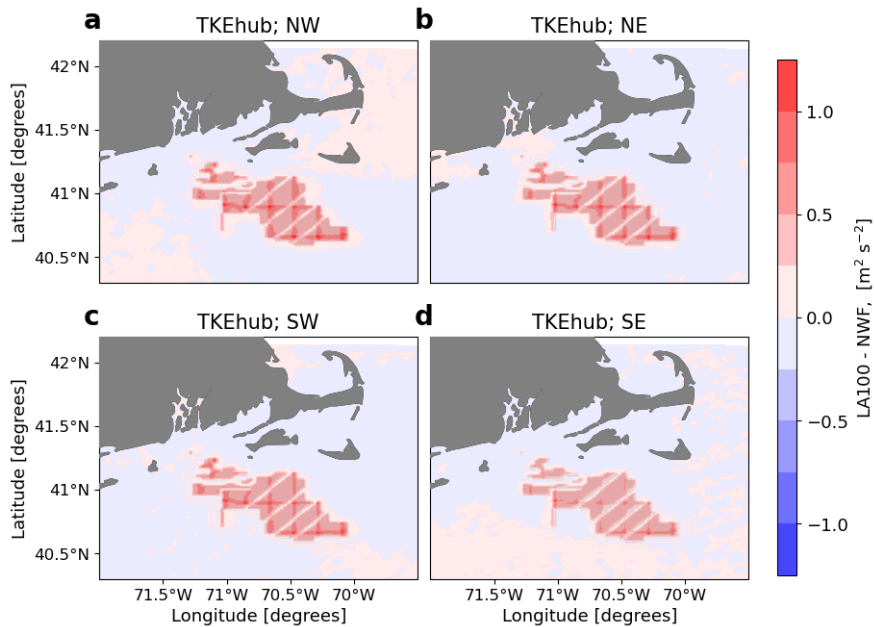 a TKEhub; NW
b TKEhub; NE
Latitude [degrees]
42°N
41.5°N
41°N
40.5°N
c TKEhub; SW
d TKEhub; SE
Latitude [degrees]
42°N
41.5°N
41°N
40.5°N
71.5°W 71°W 70.5°W 70°W
71.5°W 71°W 70.5°W 70°W
Longitude [degrees]
Longitude [degrees]
1.0
0.5
0.0
−0.5
−1.0
LA100 - NWF, [m² s⁻²]